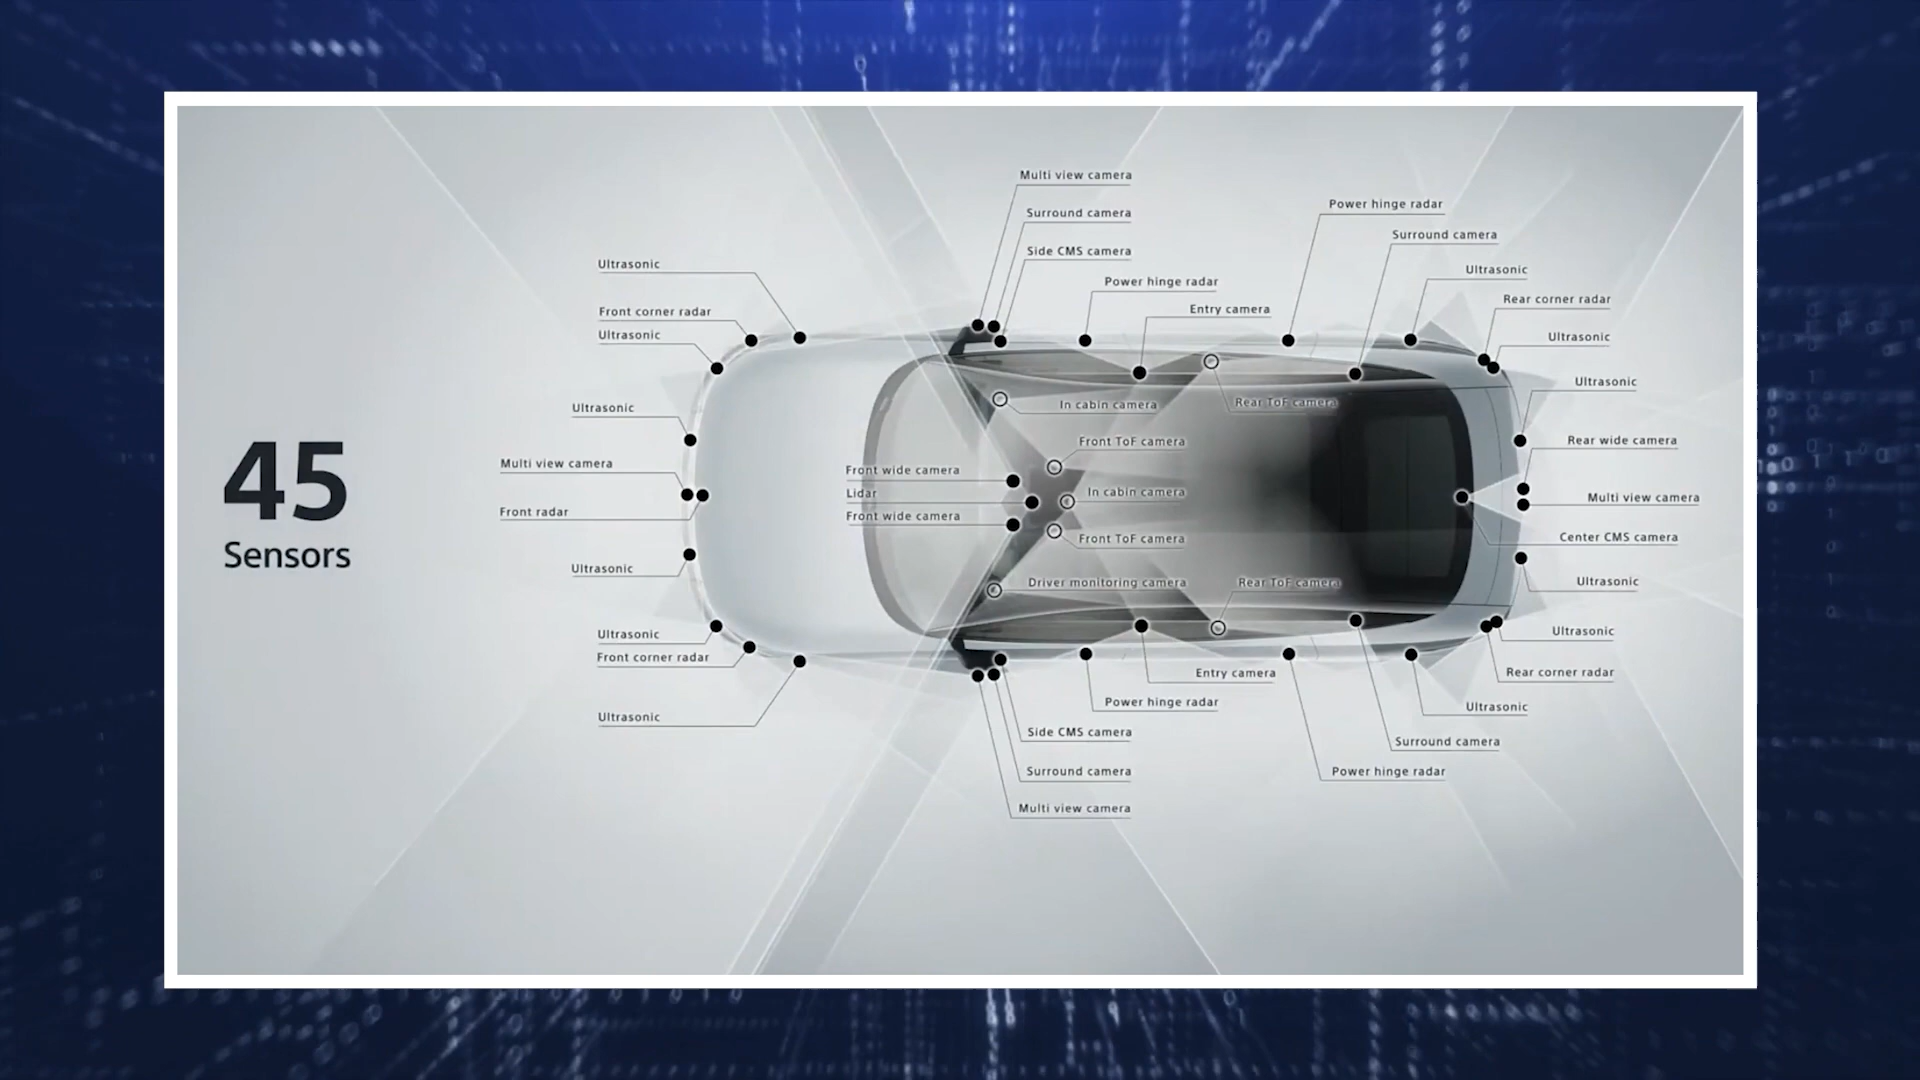 45
Sensors
Multi view camera
Surround camera
Side CMS camera
Power hinge radar
Entry camera
Power hinge radar
Surround camera
Ultrasonic
Rear corner radar
Ultrasonic
Ultrasonic
Rear wide camera
Multi view camera
Center CMS camera
Ultrasonic
Ultrasonic
Rear corner radar
Ultrasonic
Surround camera
Power hinge radar
Ultrasonic
Front corner radar
Ultrasonic
Ultrasonic
Multi view camera
Front radar
Ultrasonic
Ultrasonic
Front corner radar
Ultrasonic
In cabin camera
Rear ToF camera
Front ToF camera
Front wide camera
Lidar
In cabin camera
Front wide camera
Front ToF camera
Driver monitoring camera
Rear ToF camera
Entry camera
Power hinge radar
Side CMS camera
Surround camera
Multi view camera